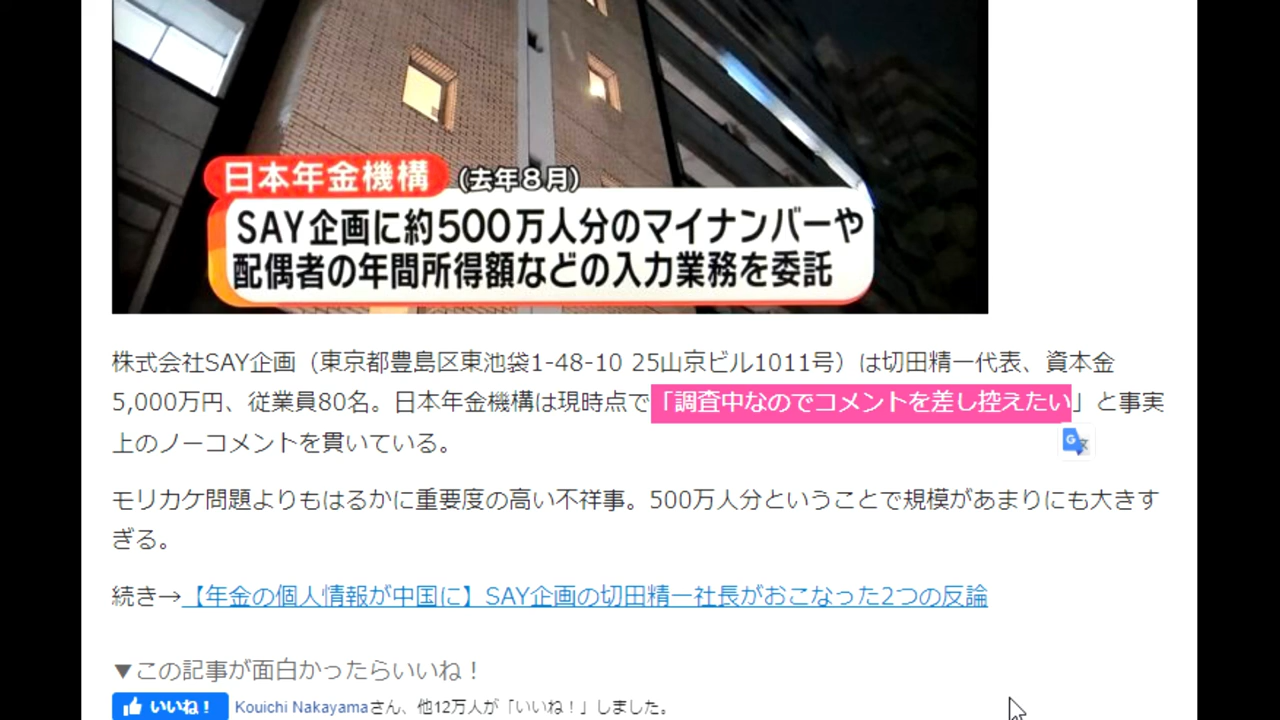 日本年金機構 (去年8月)
SAY企画に約500万人分のマイナンバーや
配偶者の年間所得額などの入力業務を委託
株式会社SAY企画（東京都豊島区東池袋1-48-10 25山京ビル1011号）は切田精一代表、資本金
5,000万円、従業員80名。日本年金機構は現時点で「調査中なのでコメントを差し控えたい」と事実
上のノーコメントを貫いている。
モリカケ問題よりもはるかに重要度の高い不祥事。500万人分ということで規模があまりにも大きす
ぎる。
続き→【年金の個人情報が中国に】SAY企画の切田精一社長がおこなった2つの反論
▼この記事が面白かったらいいね！
いいね！ Kouichi Nakayamaさん、他12万人が「いいね！」しました。